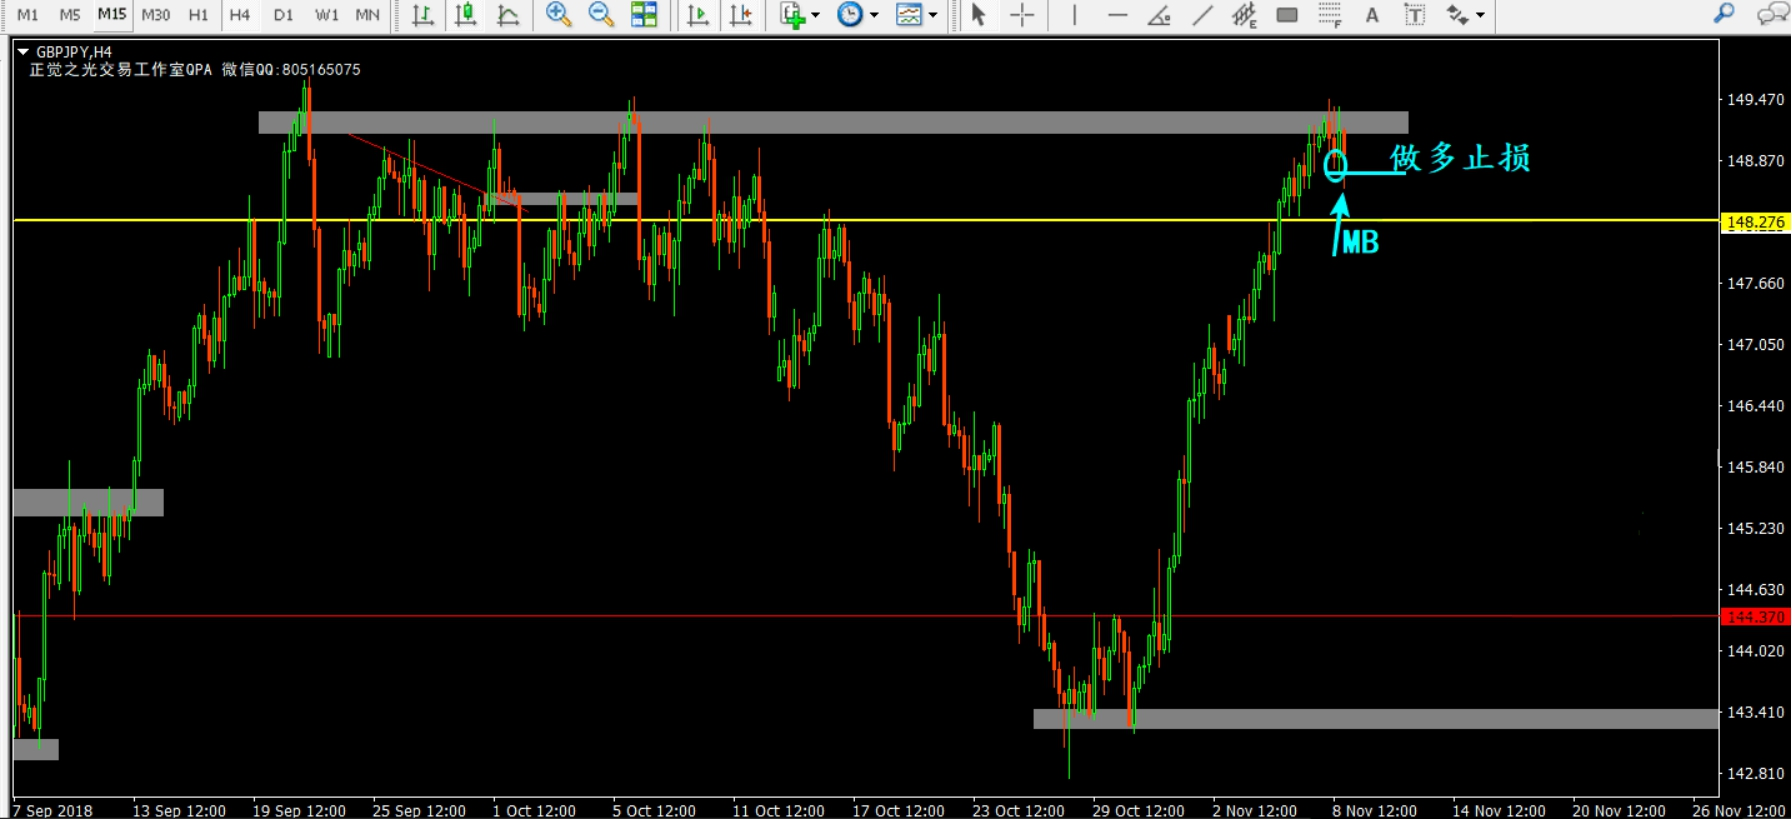 M1 M5 M15 M30 H1 H4 D1 W1 MN
E F A T
GBPJPY,H4
正觉之光交易工作室QPA 微信QQ:805165075
149.470
做多止损
148.870
148.276
MB
147.660
147.050
146.440
145.840
145.230
144.630
144.370
144.020
143.410
142.810
7 Sep 2018 13 Sep 12:00 19 Sep 12:00 25 Sep 12:00 1 Oct 12:00 5 Oct 12:00 11 Oct 12:00 17 Oct 12:00 23 Oct 12:00 29 Oct 12:00 2 Nov 12:00 8 Nov 12:00 14 Nov 12:00 20 Nov 12:00 26 Nov 12:00